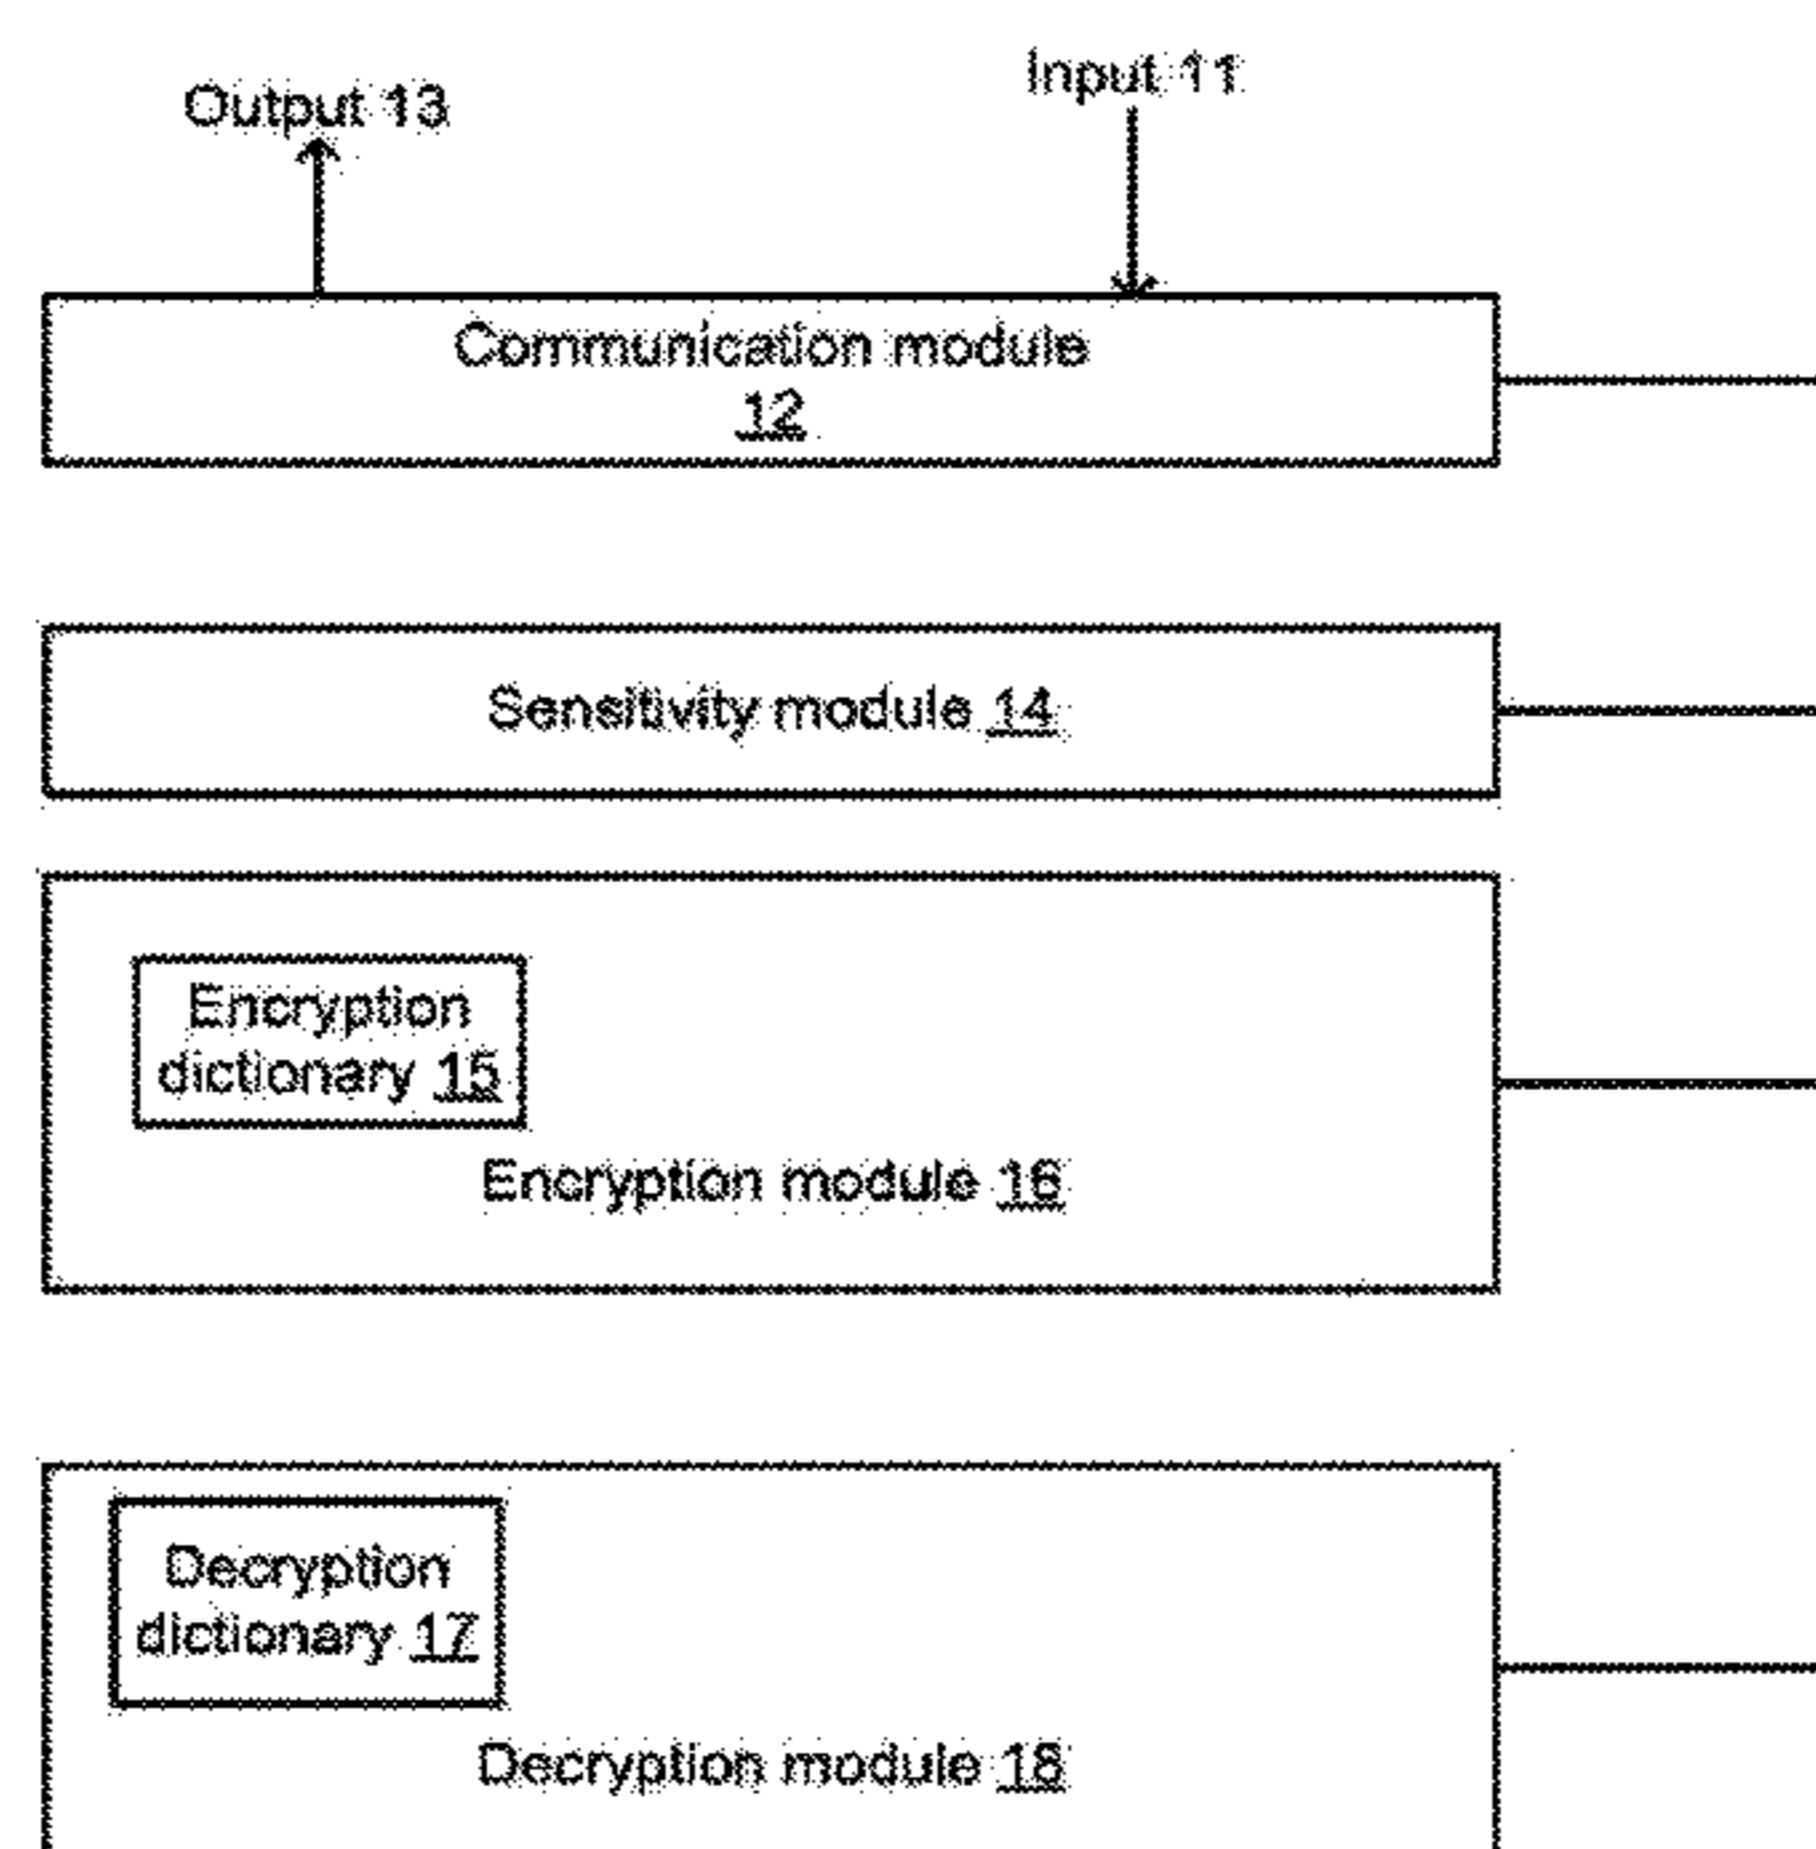 Output 13
Input 11
Communication module
12
Sensitivity module 14
Encryption
dictionary 15
Encryption module 16
Decryption
dictionary 17
Decryption module 18